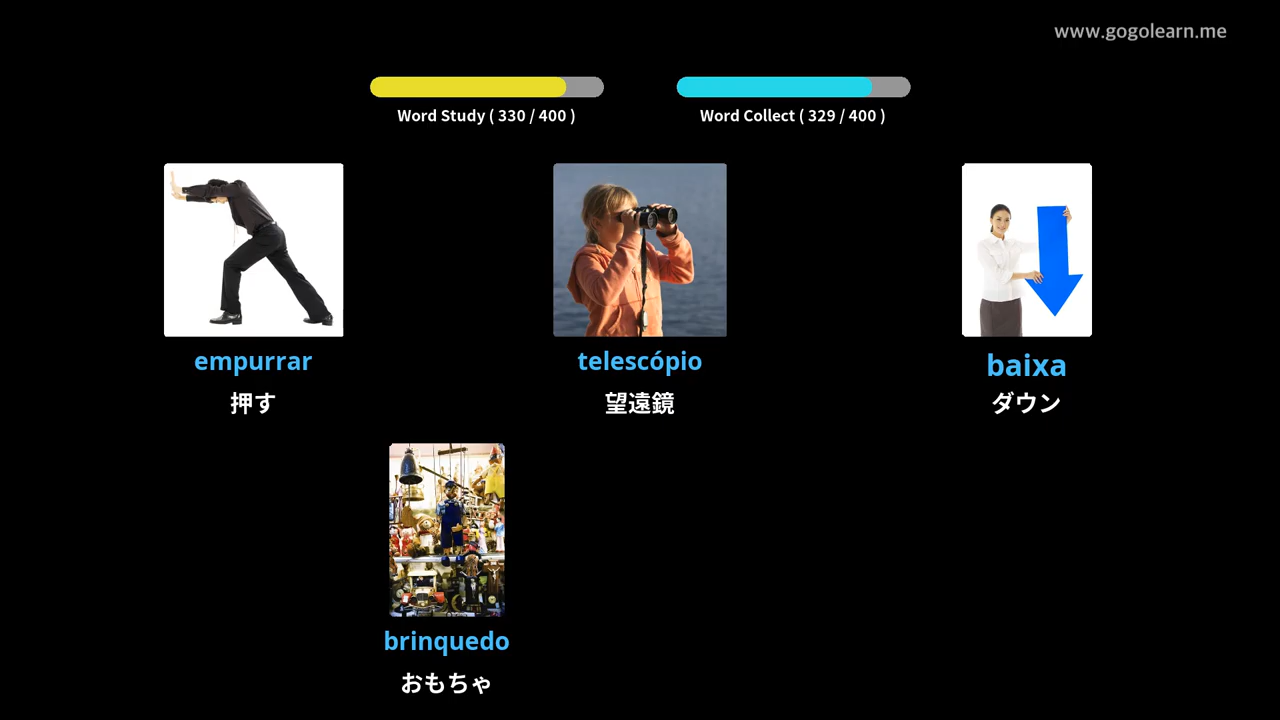 www.gogolearn.me
Word Study ( 330 / 400 )
Word Collect ( 329 / 400 )
empurrar
押す
telescópio
望遠鏡
baixa
ダウン
brinquedo
おもちゃ